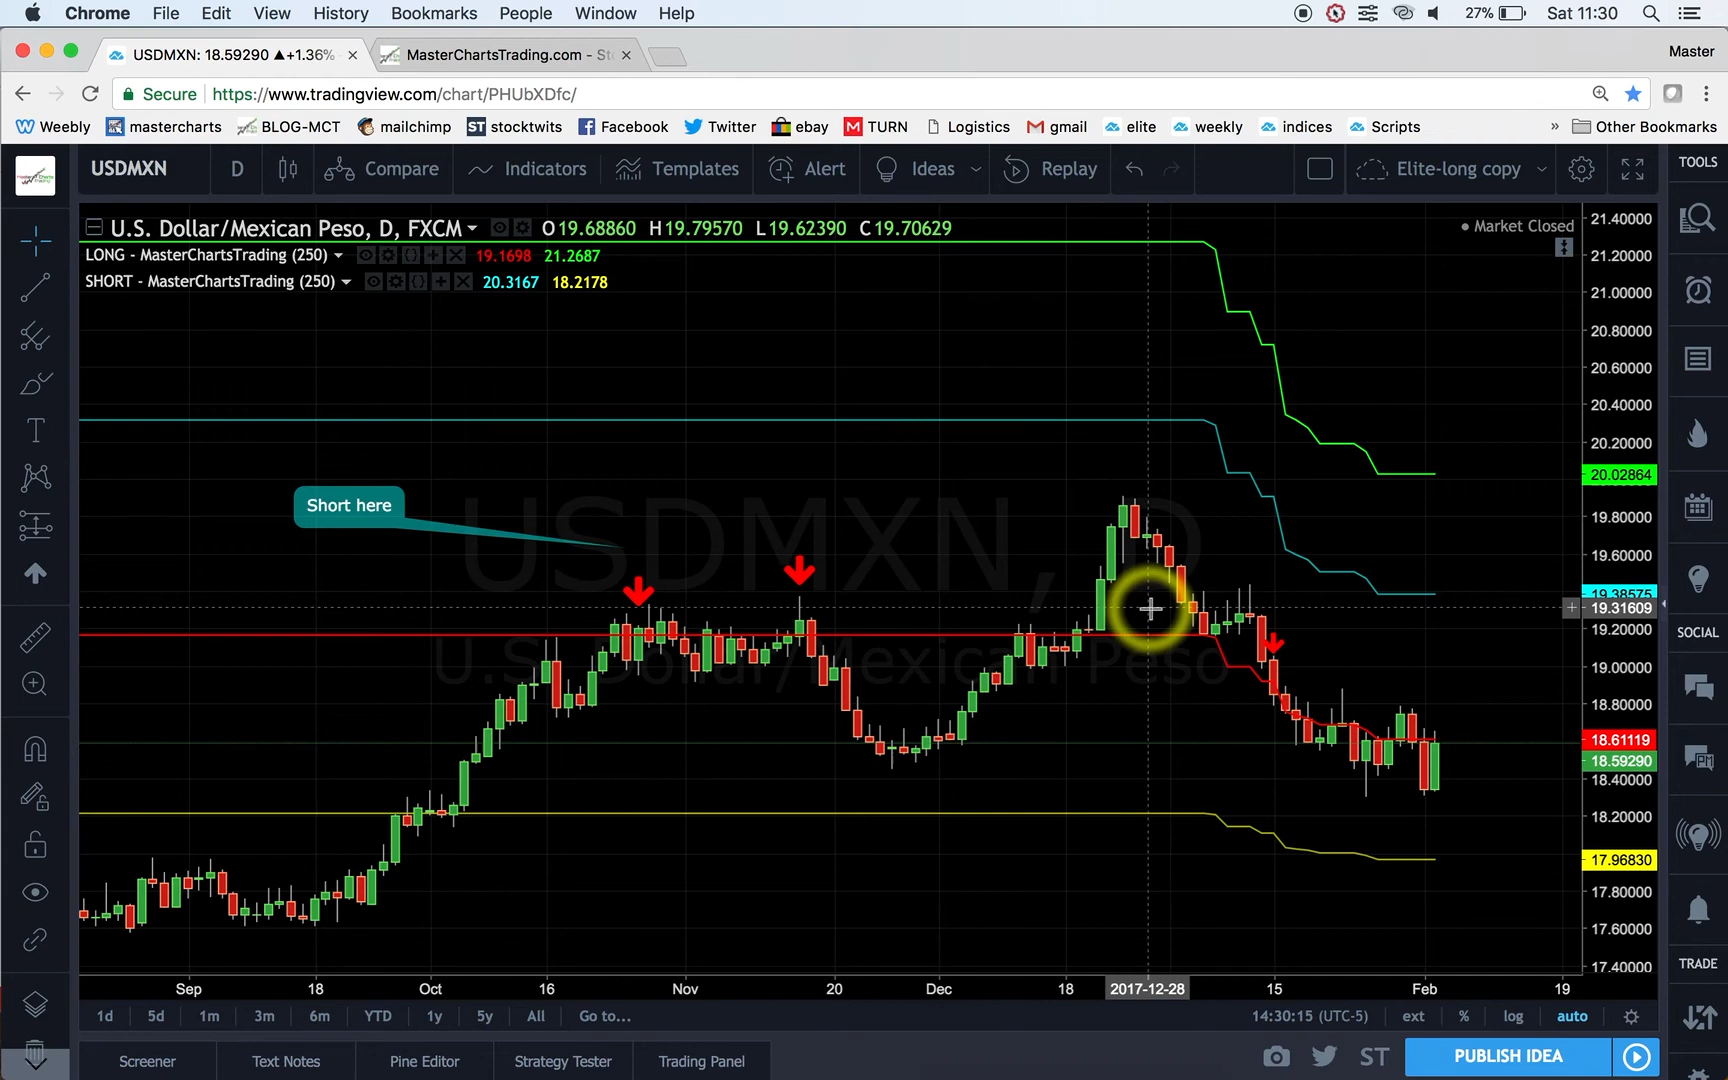 Chrome File Edit View History Bookmarks People Window Help 27% Sat 11:30
USDMXN: 18.59290 ▲+1.36% MasterChartsTrading.com - St Master
Secure https://www.tradingview.com/chart/PHUbXDfc/
Weebly mastercharts BLOG-MCT mailchimp ST stocktwits Facebook Twitter ebay M TURN Logistics gmail elite weekly indices Scripts » Other Bookmarks
USDMXN D Compare Indicators Templates Alert Ideas Replay Elite-long copy TOOLS
U.S. Dollar/Mexican Peso, D, FXCM O19.68860 H19.79570 L19.62390 C19.70629 Market Closed
LONG - MasterChartsTrading (250) 19.1698 21.2687
SHORT - MasterChartsTrading (250) 20.3167 18.2178
Short here
USDMXN, D
U.S. Dollar/Mexican Peso
21.40000
21.20000
21.00000
20.80000
20.60000
20.40000
20.20000
20.02864
19.80000
19.60000
19.38575
19.31609
19.20000
19.00000
18.80000
18.61119
18.59290
18.40000
18.20000
17.96830
17.80000
17.60000
17.40000
SOCIAL
TRADE
Sep 18 Oct 16 Nov 20 Dec 18 2017-12-28 15 Feb 19
1d 5d 1m 3m 6m YTD 1y 5y All Go to... 14:30:15 (UTC-5) ext % log auto
Screener Text Notes Pine Editor Strategy Tester Trading Panel ST PUBLISH IDEA